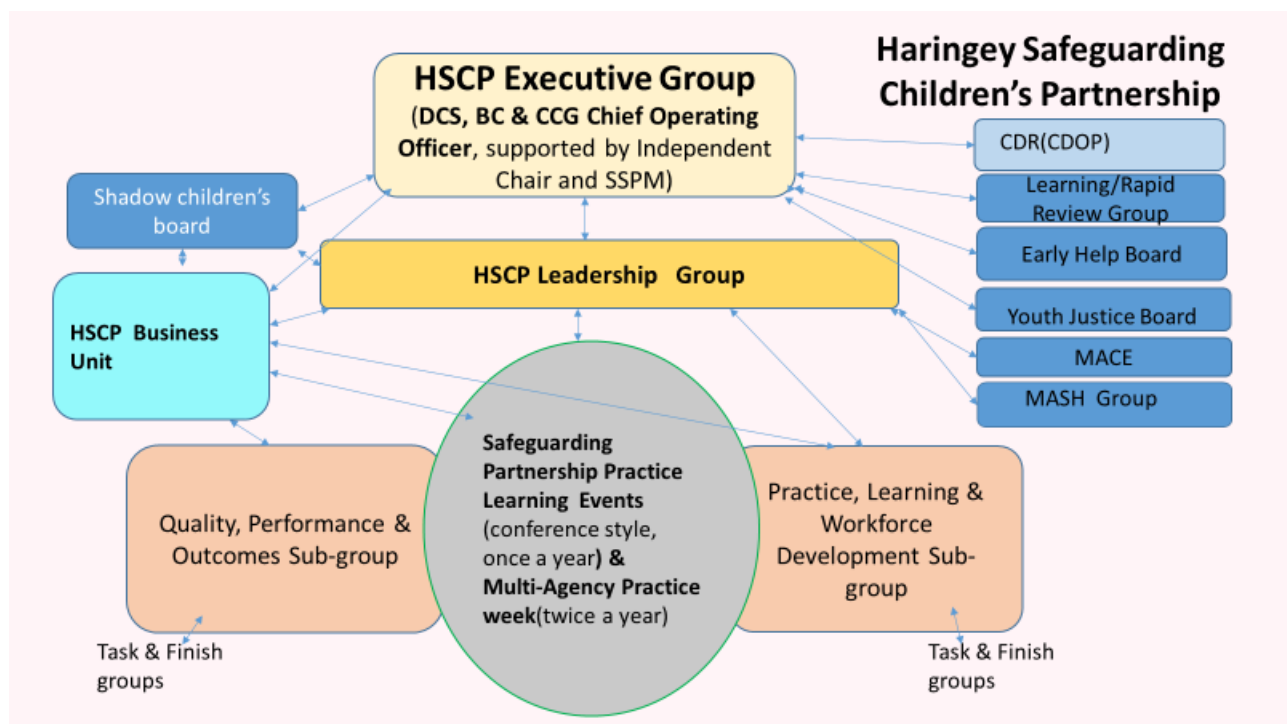 Haringey Safeguarding
Children's Partnership
HSCP Executive Group
(DCS, BC & CCG Chief Operating
Officer, supported by Independent
Chair and SSPM)
CDR(CDOP)
Learning/Rapid
Review Group
Early Help Board
Youth Justice Board
MACE
MASH Group
Shadow children's
board
HSCP Leadership Group
HSCP Business
Unit
Quality, Performance &
Outcomes Sub-group
Safeguarding
Partnership Practice
Learning Events
(conference style,
once a year) &
Multi-Agency Practice
week(twice a year)
Practice, Learning &
Workforce
Development Sub-
group
Task & Finish
groups
Task & Finish
groups